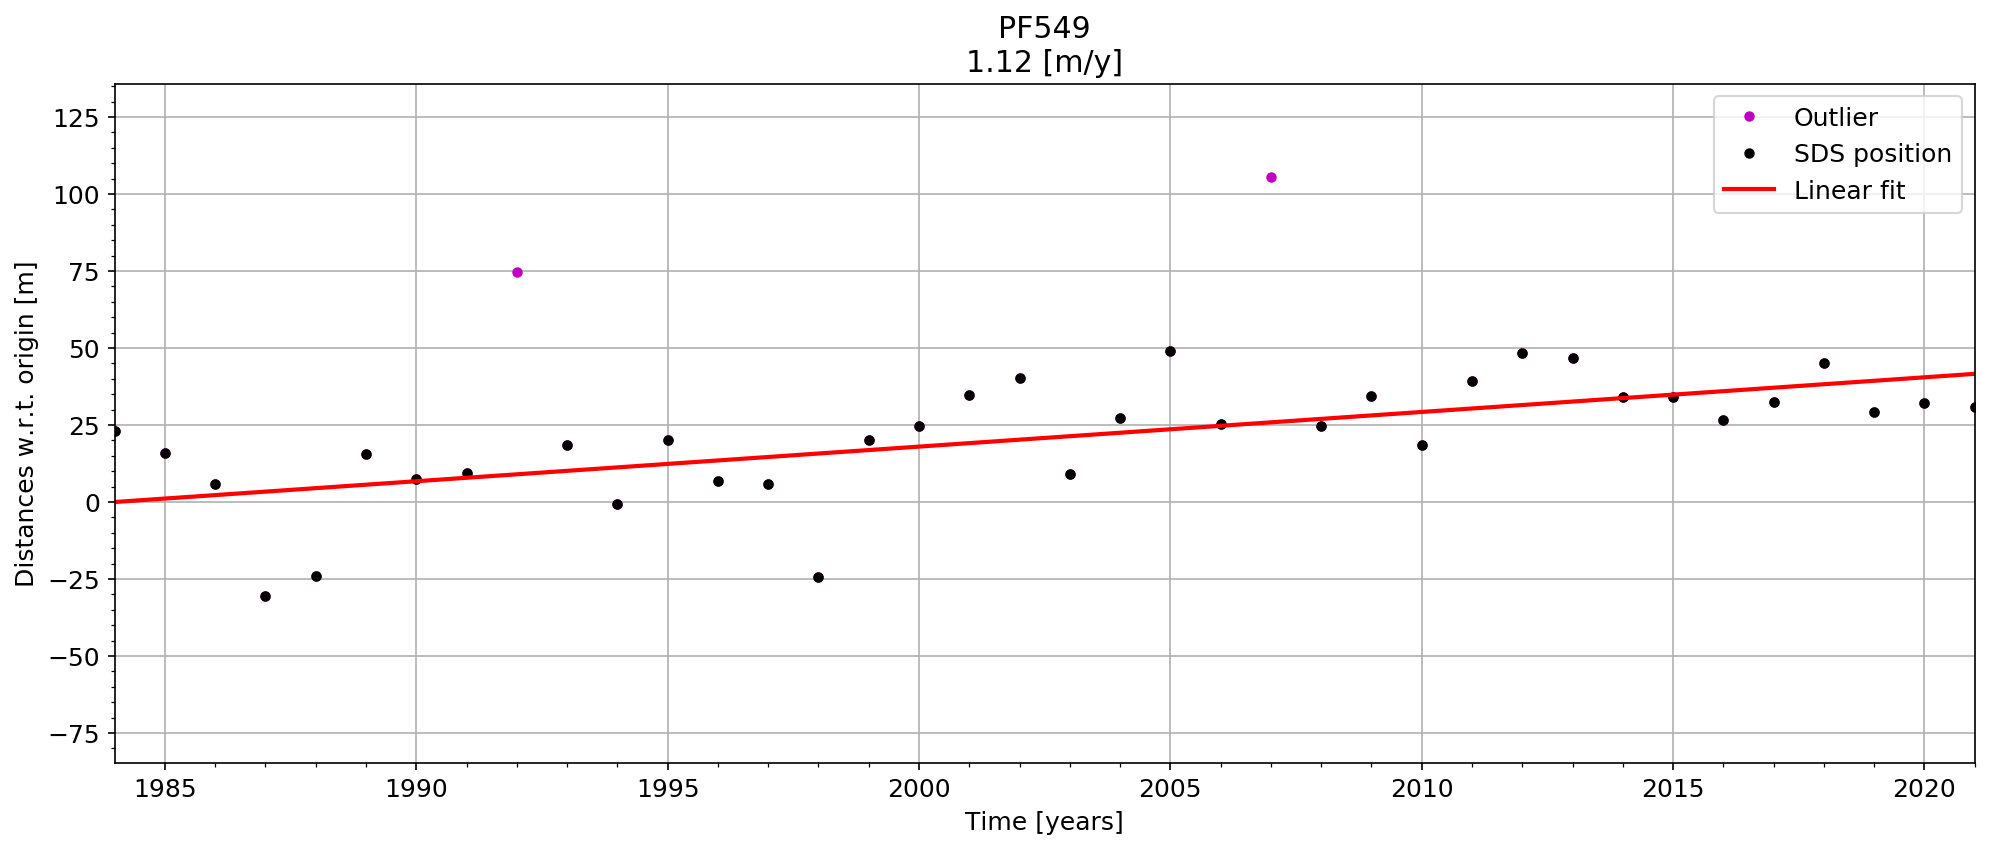 PF549
1.12 [m/y]
Outlier
SDS position
Linear fit
Distances w.r.t. origin [m]
125
100
75
50
25
0
−25
−50
−75
1985 1990 1995 2000 2005 2010 2015 2020
Time [years]